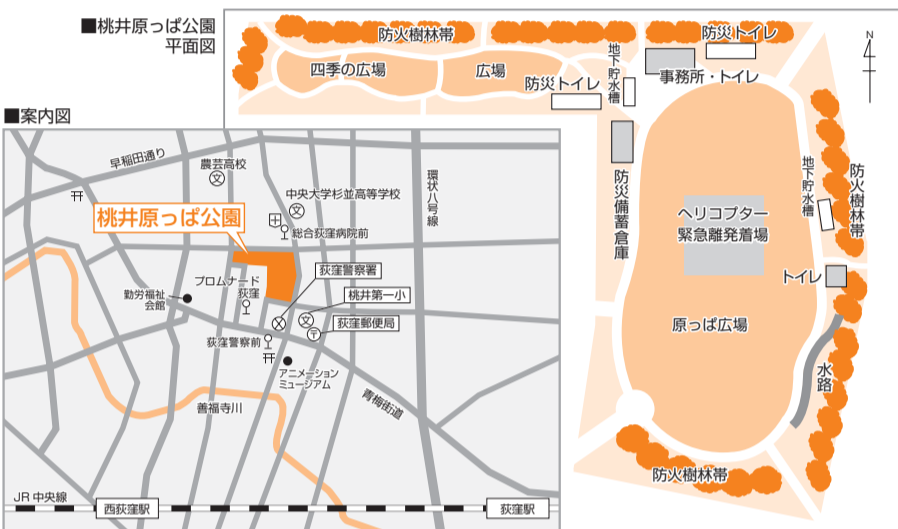 ■桃井原っぱ公園
平面図
防火樹林帯
防災トイレ
四季の広場
広場
防災トイレ
地下貯水槽
事務所・トイレ
N
防災備蓄倉庫
ヘリコプター
緊急離発着場
地下貯水槽
防火樹林帯
トイレ
原っぱ広場
水路
防火樹林帯
■案内図
早稲田通り
農芸高校
文
環状八号線
中央大学杉並高等学校
文
桃井原っぱ公園
総合荻窪病院前
荻窪警察署
プロムナード
荻窪
桃井第一小
勤労福祉
会館
文
荻窪郵便局
〒
荻窪警察前
アニメーション
ミュージアム
青梅街道
善福寺川
JR 中央線
西荻窪駅
荻窪駅